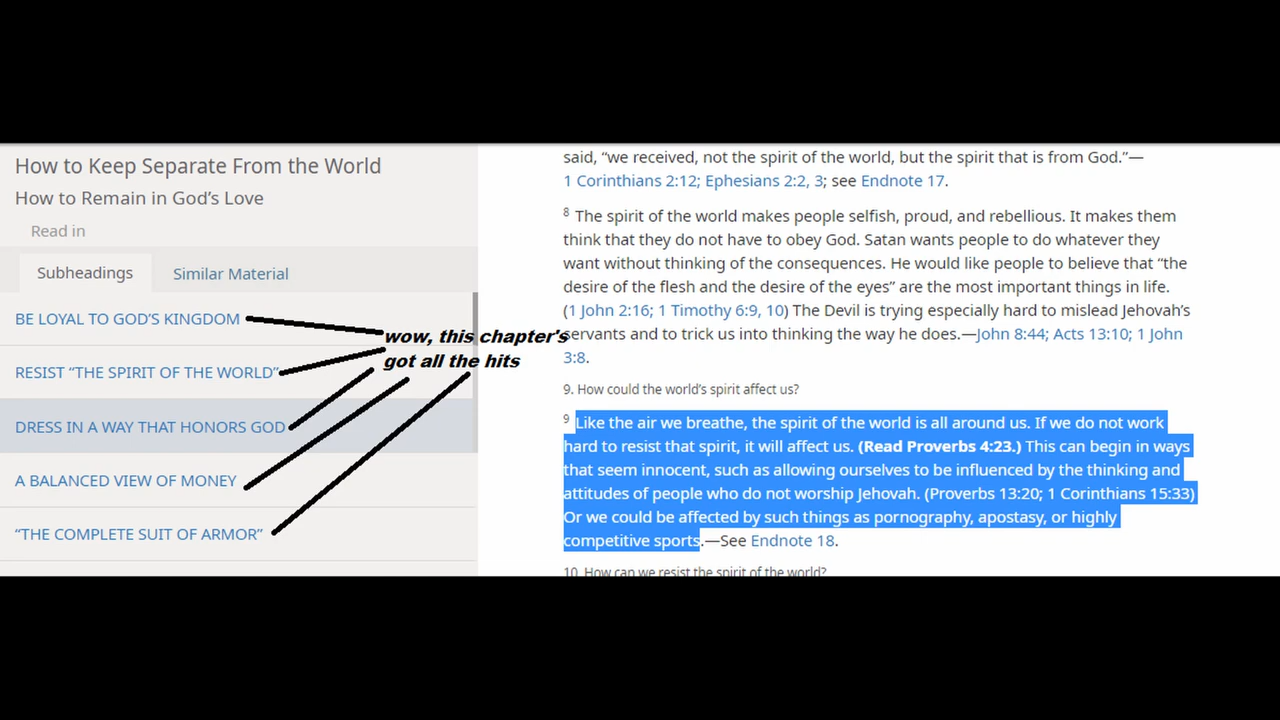 How to Keep Separate From the World
How to Remain in God’s Love
Read in
Subheadings
Similar Material
BE LOYAL TO GOD’S KINGDOM
RESIST “THE SPIRIT OF THE WORLD”
DRESS IN A WAY THAT HONORS GOD
A BALANCED VIEW OF MONEY
“THE COMPLETE SUIT OF ARMOR”
wow, this chapter's
got all the hits
said, “we received, not the spirit of the world, but the spirit that is from God.”—
1 Corinthians 2:12; Ephesians 2:2, 3; see Endnote 17.
8 The spirit of the world makes people selfish, proud, and rebellious. It makes them
think that they do not have to obey God. Satan wants people to do whatever they
want without thinking of the consequences. He would like people to believe that “the
desire of the flesh and the desire of the eyes” are the most important things in life.
(1 John 2:16; 1 Timothy 6:9, 10) The Devil is trying especially hard to mislead Jehovah’s
servants and to trick us into thinking the way he does.—John 8:44; Acts 13:10; 1 John
3:8.
9. How could the world’s spirit affect us?
9 Like the air we breathe, the spirit of the world is all around us. If we do not work
hard to resist that spirit, it will affect us. (Read Proverbs 4:23.) This can begin in ways
that seem innocent, such as allowing ourselves to be influenced by the thinking and
attitudes of people who do not worship Jehovah. (Proverbs 13:20; 1 Corinthians 15:33)
Or we could be affected by such things as pornography, apostasy, or highly
competitive sports.—See Endnote 18.
10. How can we resist the spirit of the world?